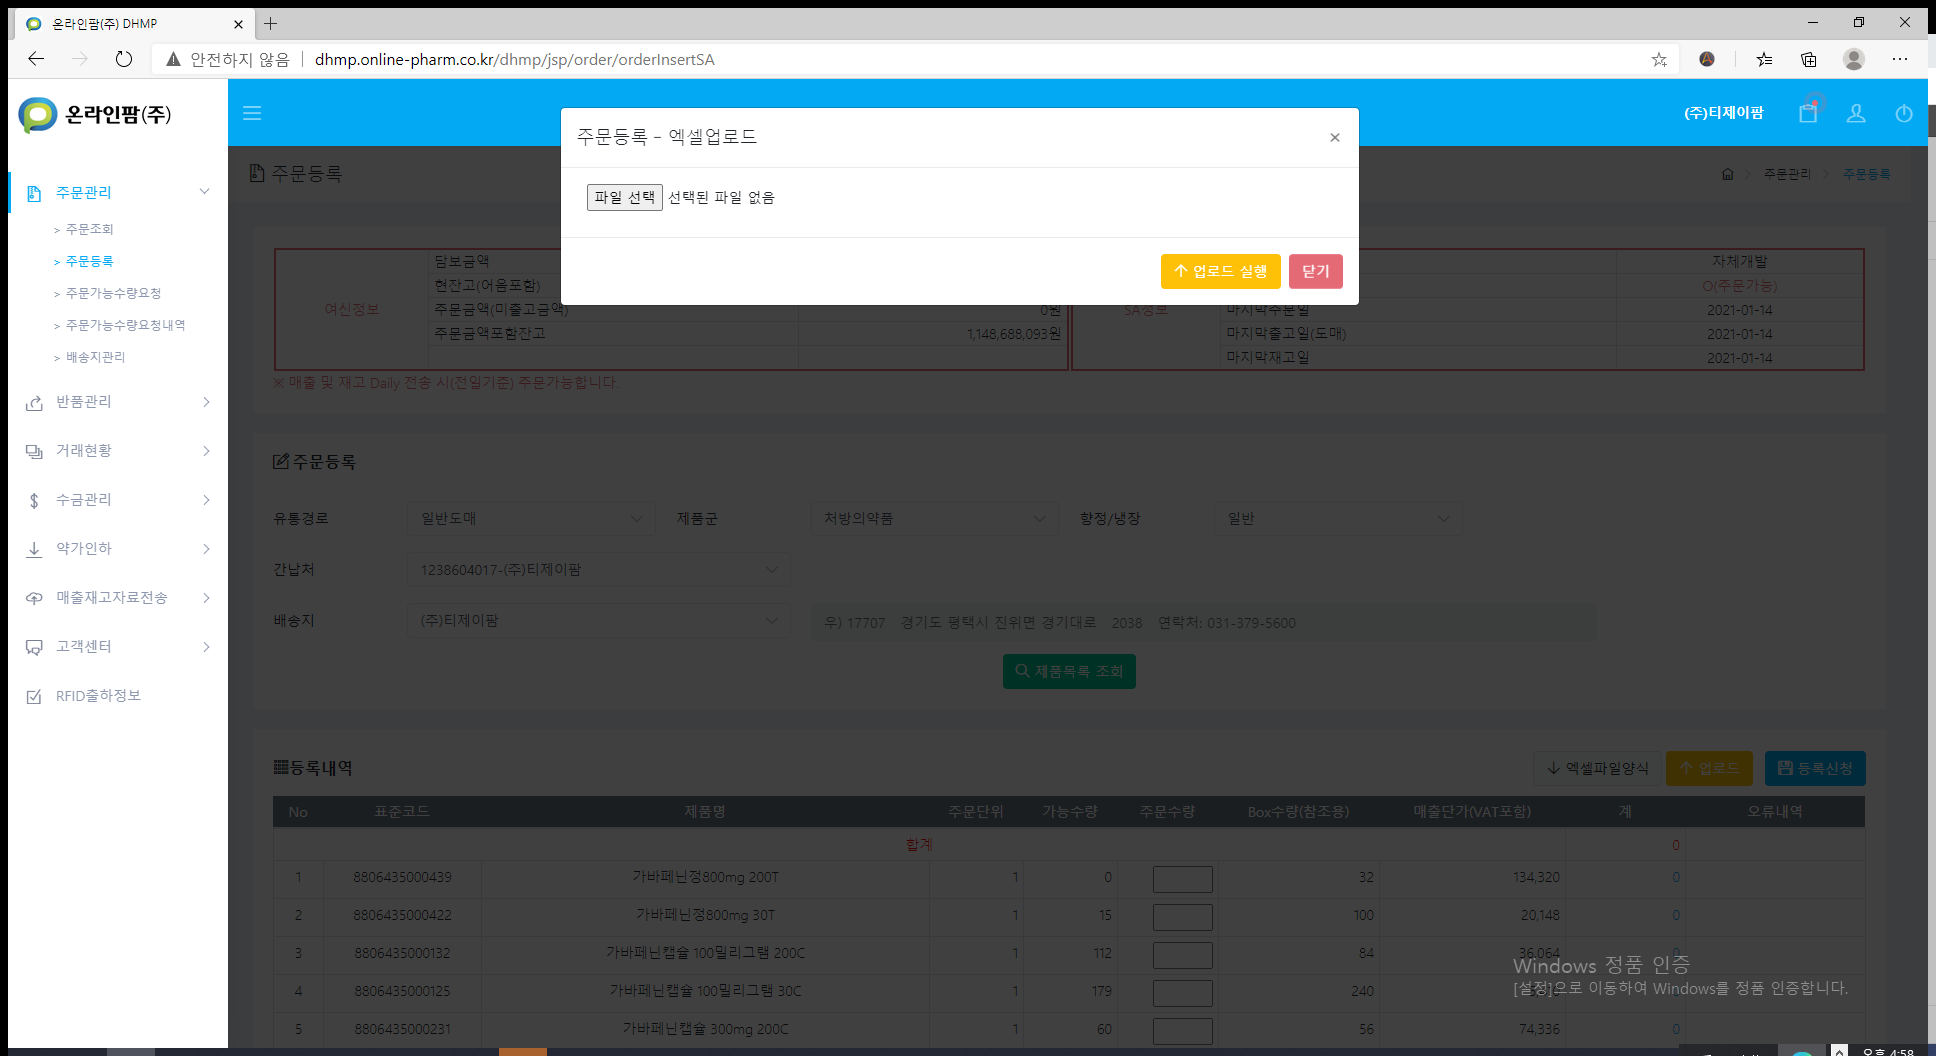 온라인팜(주) DHMP
안전하지 않음
dhmp.online-pharm.co.kr/dhmp/jsp/order/orderInsertSA
온라인팜(주)
(주)티제이팜
주문등록 - 엑셀업로드
×
파일 선택 선택된 파일 없음
업로드 실행 닫기
주문관리
> 주문조회
> 주문등록
> 주문가능수량요청
> 주문가능수량요청내역
> 배송지관리
반품관리
거래현황
수금관리
약가인하
매출재고자료전송
고객센터
RFID출하정보
주문등록
주문관리 주문등록
여신정보
담보금액
현잔고(어음포함)
주문금액(미출고금액) 0원
주문금액포함잔고 1,148,688,093원
SA정보
자체개발
O(주문가능)
마지막주문일 2021-01-14
마지막출고일(도매) 2021-01-14
마지막재고일 2021-01-14
※ 매출 및 재고 Daily 전송 시(전일기준) 주문가능합니다.
주문등록
유통경로 일반도매 제품군 처방의약품 향정/냉장 일반
간납처 1238604017-(주)티제이팜
배송지 (주)티제이팜 우) 17707 경기도 평택시 진위면 경기대로 2038 연락처: 031-379-5600
제품목록 조회
등록내역 엑셀파일양식 업로드 등록신청
No 표준코드 제품명 주문단위 가능수량 주문수량 Box수량(참조용) 매출단가(VAT포함) 계 오류내역
합계 0
1 8806435000439 가바페닌정800mg 200T 1 0 32 134,320 0
2 8806435000422 가바페닌정800mg 30T 1 15 100 20,148 0
3 8806435000132 가바페닌캡슐 100밀리그램 200C 1 112 84 36,064
4 8806435000125 가바페닌캡슐 100밀리그램 30C 1 179 240
5 8806435000231 가바페닌캡슐 300mg 200C 1 60 56 74,336 0
Windows 정품 인증
[설정]으로 이동하여 Windows를 정품 인증합니다.
오후 4:58